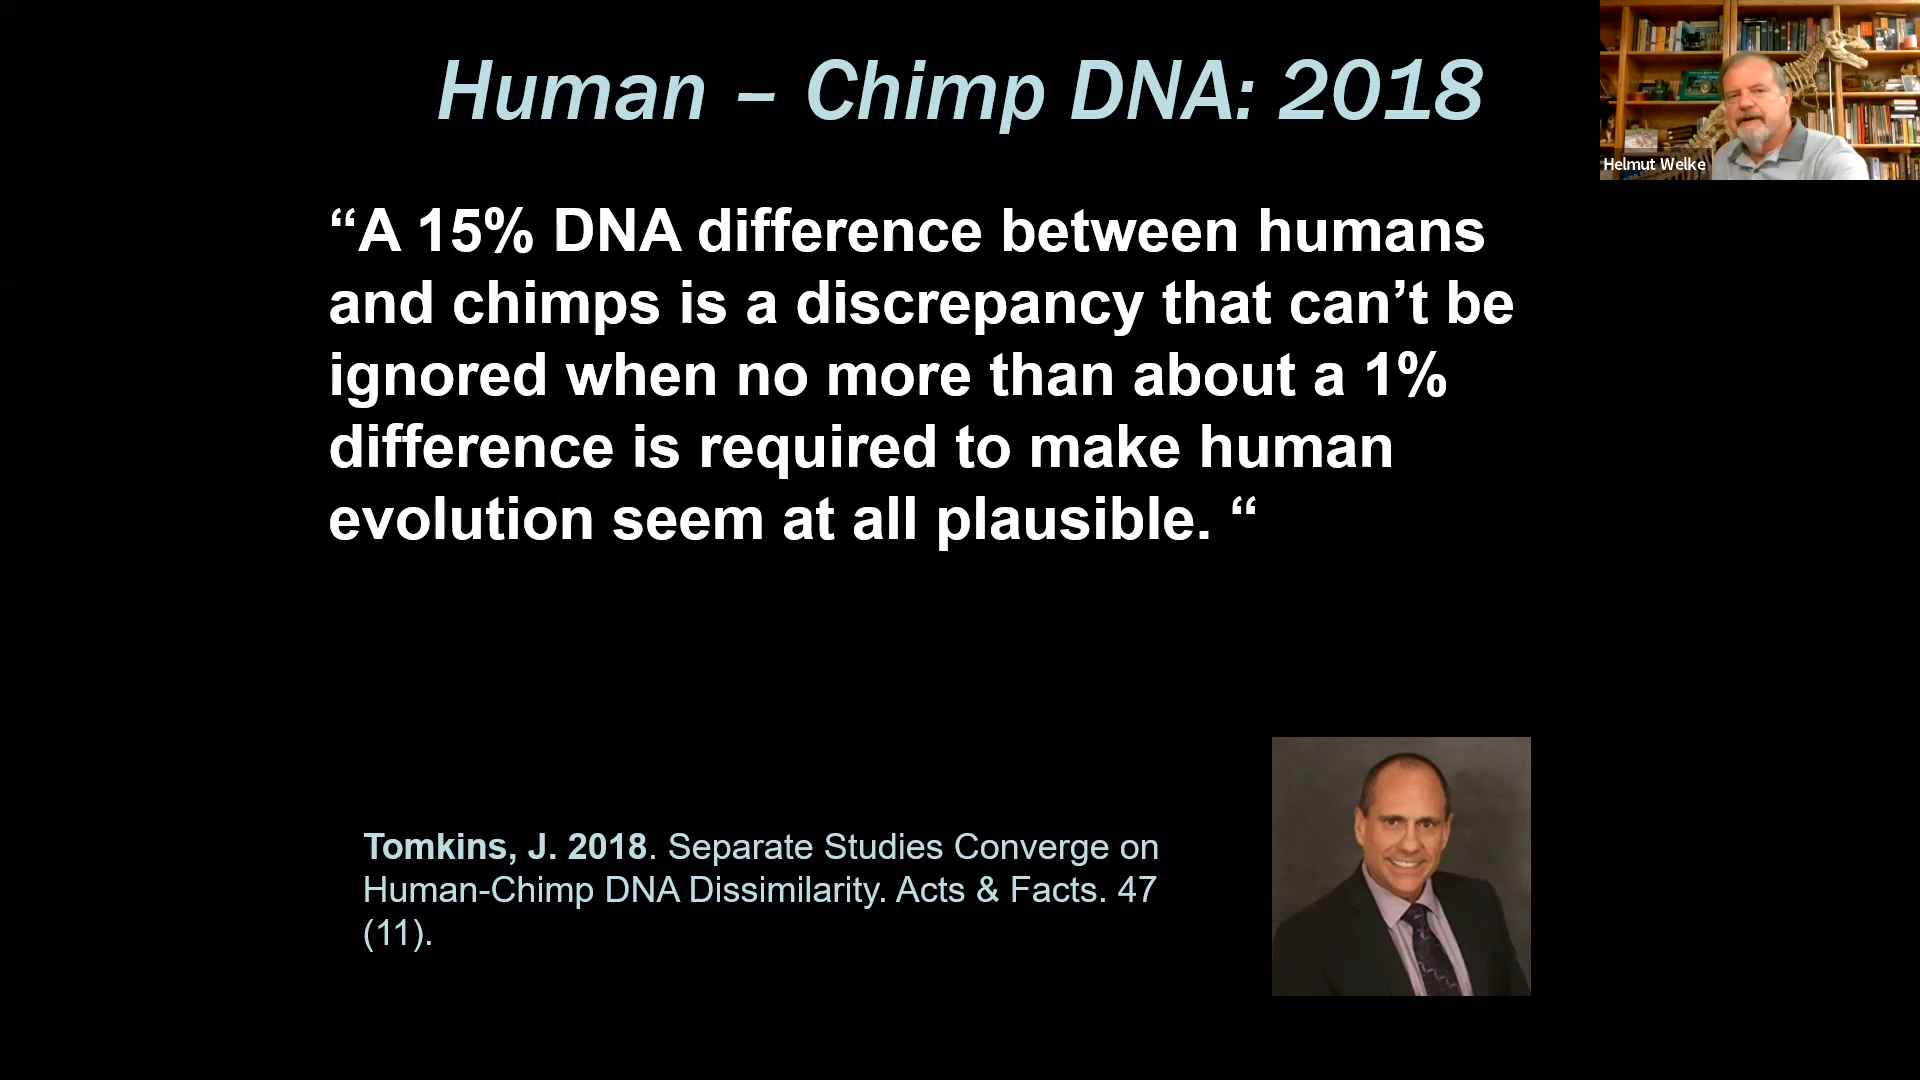 Human – Chimp DNA: 2018
Helmut Welke
“A 15% DNA difference between humans
and chimps is a discrepancy that can’t be
ignored when no more than about a 1%
difference is required to make human
evolution seem at all plausible. “
Tomkins, J. 2018. Separate Studies Converge on
Human-Chimp DNA Dissimilarity. Acts & Facts. 47
(11).